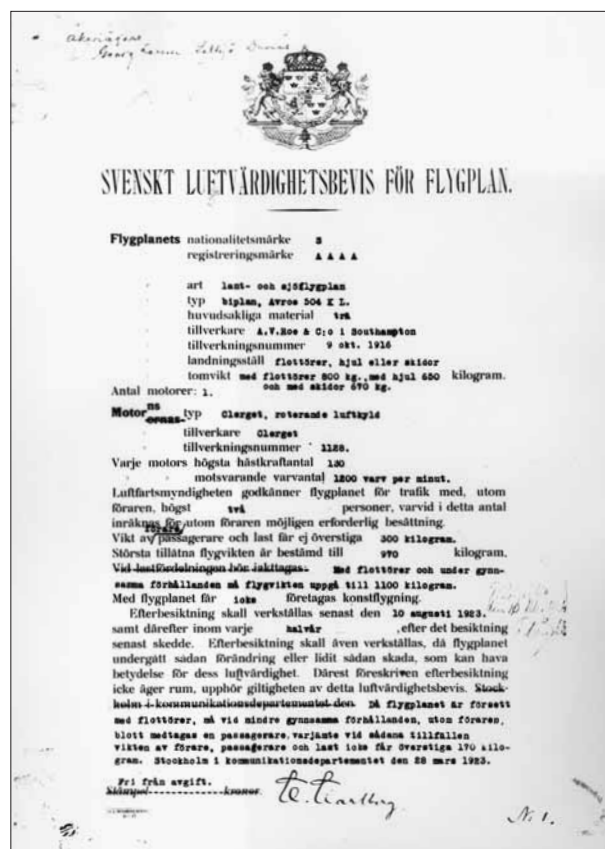 Åkeriägare
Georg
SVENSKT LUFTVÄRDIGHETSBEVIS FÖR FLYGPLAN.
Flygplanets nationalitetsmärke S
registreringsmärke A A A A
art lant- och sjöflygplan
typ biplan, Avros 504 K L.
huvudsakliga material trä
tillverkare A.V.Roe & C:o i Southampton
tillverkningsnummer 9 okt. 1916
landningsställ flottörer, hjul eller skidor
tomvikt med flottörer 800 kg., med hjul 650 kilogram.
och med skidor 670 kg.
Antal motorer: 1.
Motorns typ Clerget, roterande luftkyld
tillverkare Clerget
tillverkningsnummer 1128.
Varje motors högsta hästkraftantal 130
motsvarande varvantal 1200 varv per minut.
Luftfartsmyndigheten godkänner flygplanet för trafik med, utom
föraren, högst två personer, varvid i detta antal
inräknas för utom föraren möjligen erforderlig besättning.
förare
Vikt av passagerare och last får ej överstiga 300 kilogram.
Största tillåtna flygvikten är bestämd till 970 kilogram.
Vid lastfördelningen bör iakttagas: Med flottörer och under gynn-
samma förhållanden må flygvikten uppgå till 1100 kilogram.
Med flygplanet får icke företagas konstflygning.
Efterbesiktning skall verkställas senast den 10 augusti 1923.
samt därefter inom varje halvår , efter det besiktning
senast skedde. Efterbesiktning skall även verkställas, då flygplanet
undergått sådan förändring eller lidit sådan skada, som kan hava
betydelse för dess luftvärdighet. Därest föreskriven efterbesiktning
icke äger rum, upphör giltigheten av detta luftvärdighetsbevis. Stock-
holm i kommunikationsdepartementet den Då flygplanet är försett
med flottörer, må vid mindre gynnsamma förhållanden, utom föraren,
blott medtagas en passagerare, varjämte vid sådana tillfällen
vikten av förare, passagerare och last icke får överstiga 170 kilo-
gram. Stockholm i kommunikationsdepartementet den 28 mars 1923.
Fri från avgift.
Stämpel kronor.
N:1.